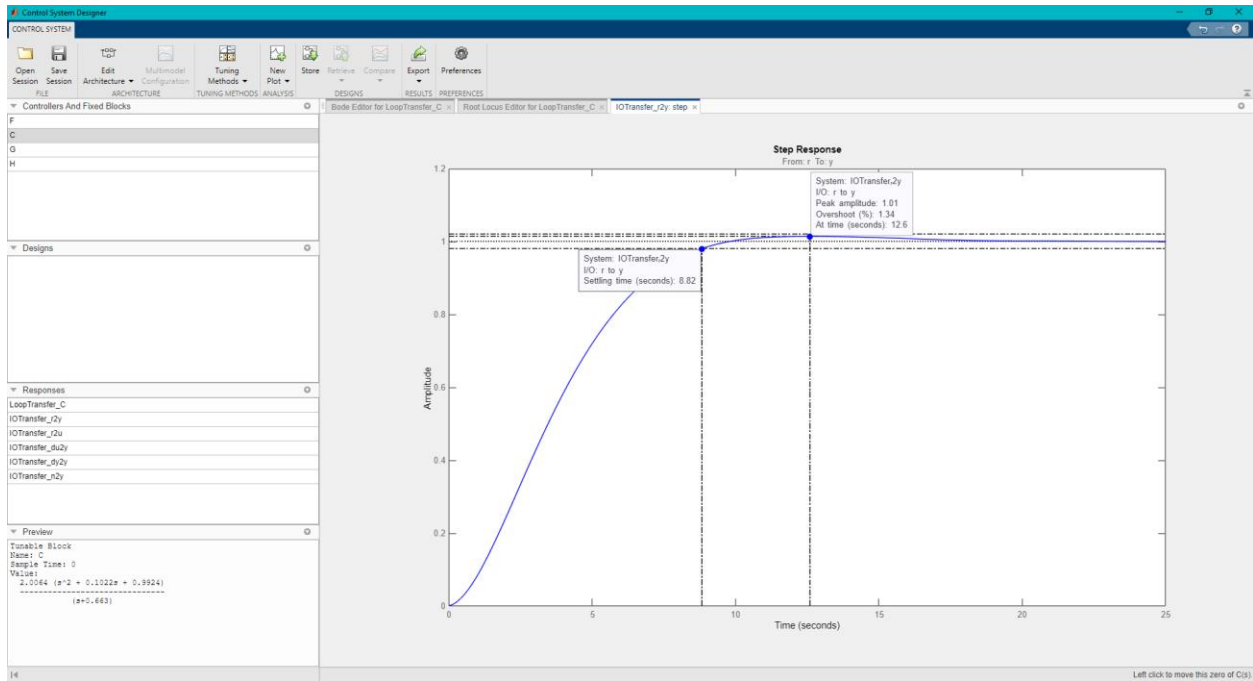 Control System Designer
CONTROL SYSTEM
Open Session
Save Session
Edit Architecture
Multimodel Configuration
Tuning Methods
New Plot
Store
Retrieve
Compare
Export
Preferences
FILE
ARCHITECTURE
TUNING METHODS
ANALYSIS
DESIGNS
RESULTS
PREFERENCES
Controllers And Fixed Blocks
F
C
G
H
Designs
Responses
LoopTransfer_C
IOTransfer_r2y
IOTransfer_r2u
IOTransfer_du2y
IOTransfer_dy2y
IOTransfer_n2y
Preview
Tunable Block
Name: C
Sample Time: 0
Value:
2.0064 (s^2 + 0.1022s + 0.9924)
-------------------------------
(s+0.663)
Bode Editor for LoopTransfer_C ×
Root Locus Editor for LoopTransfer_C ×
IOTransfer_r2y: step ×
Step Response
From: r To: y
System: IOTransfer,2y
I/O: r to y
Peak amplitude: 1.01
Overshoot (%): 1.34
At time (seconds): 12.6
System: IOTransfer,2y
I/O: r to y
Settling time (seconds): 8.82
Amplitude
1.2
1
0.8
0.6
0.4
0.2
0
0 5 10 15 20 25
Time (seconds)
Left click to move this zero of C(s).